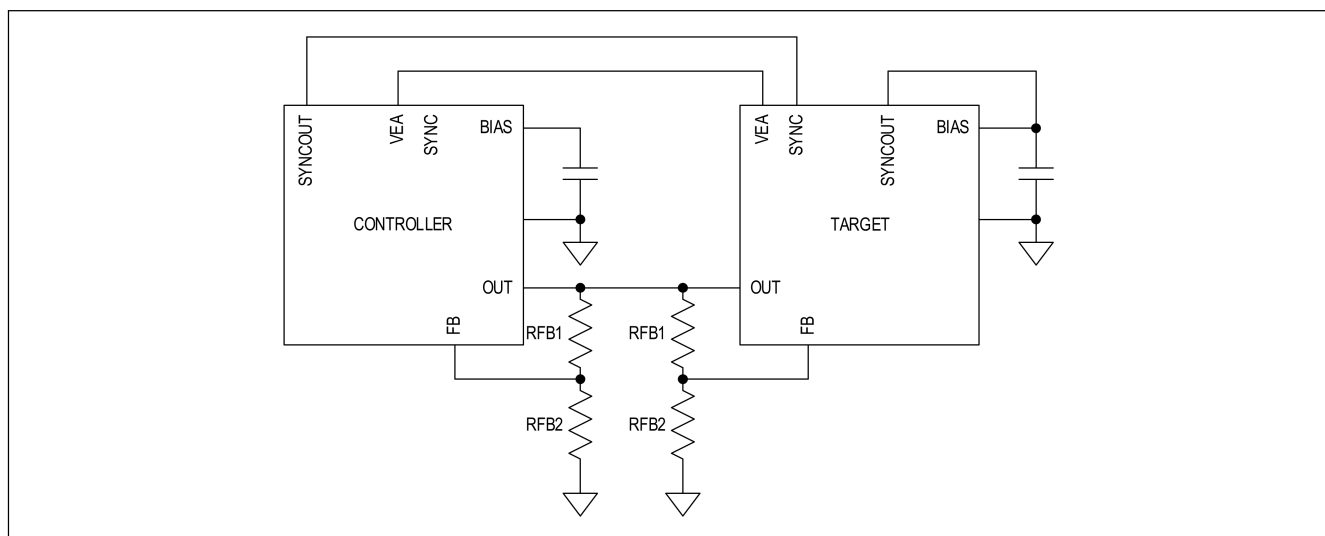 SYNCOUT
VEA
SYNC
BIAS
CONTROLLER
OUT
FB
VEA
SYNC
SYNCOUT
BIAS
TARGET
OUT
FB
RFB1
RFB1
RFB2
RFB2